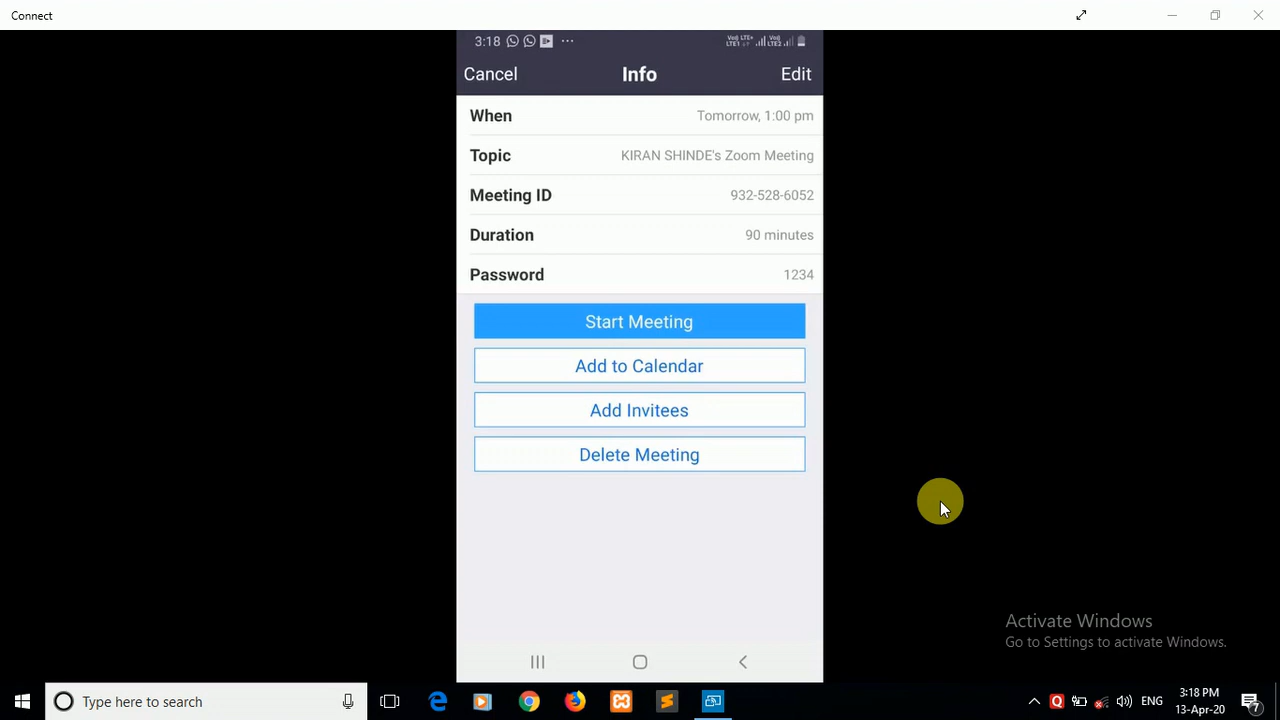 Connect
3:18
Cancel Info Edit
When Tomorrow, 1:00 pm
Topic KIRAN SHINDE's Zoom Meeting
Meeting ID 932-528-6052
Duration 90 minutes
Password 1234
Start Meeting
Add to Calendar
Add Invitees
Delete Meeting
Activate Windows
Go to Settings to activate Windows.
Type here to search
ENG
3:18 PM
13-Apr-20
7